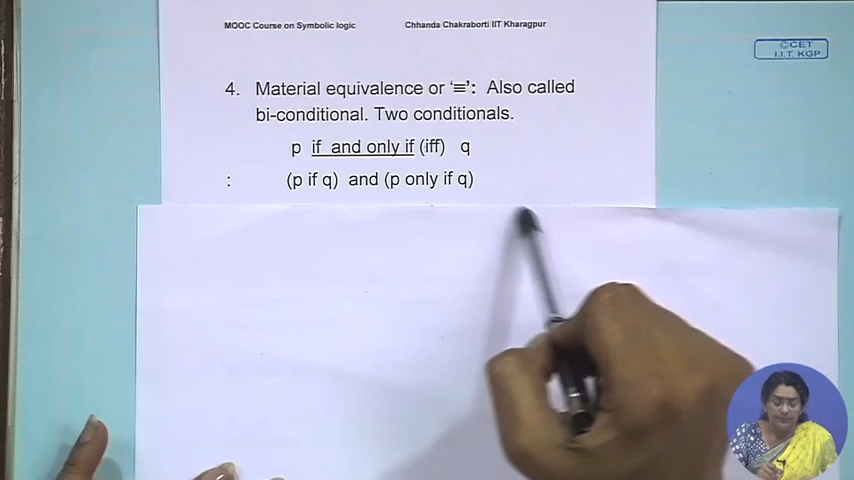 MOOC Course on Symbolic logic Chhanda Chakraborti IIT Kharagpur
©CET
I.I.T. KGP
4. Material equivalence or ‘≡’: Also called
bi-conditional. Two conditionals.
p if and only if (iff) q
: (p if q) and (p only if q)